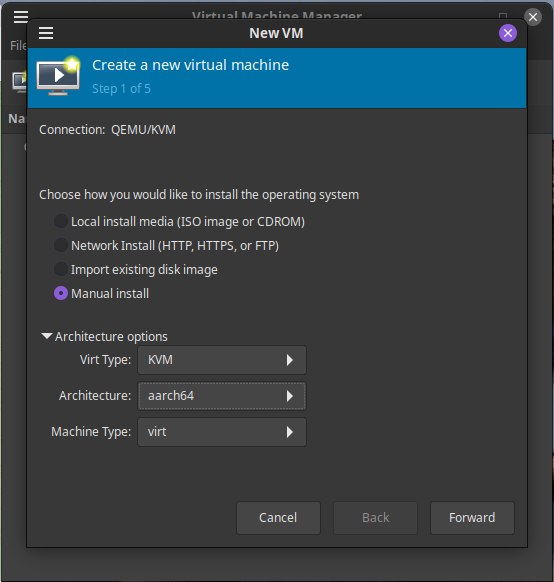 Virtual Machine Manager
New VM
File
Create a new virtual machine
Step 1 of 5
Connection: QEMU/KVM
Choose how you would like to install the operating system
Local install media (ISO image or CDROM)
Network Install (HTTP, HTTPS, or FTP)
Import existing disk image
Manual install
Architecture options
Virt Type: KVM
Architecture: aarch64
Machine Type: virt
Cancel Back Forward